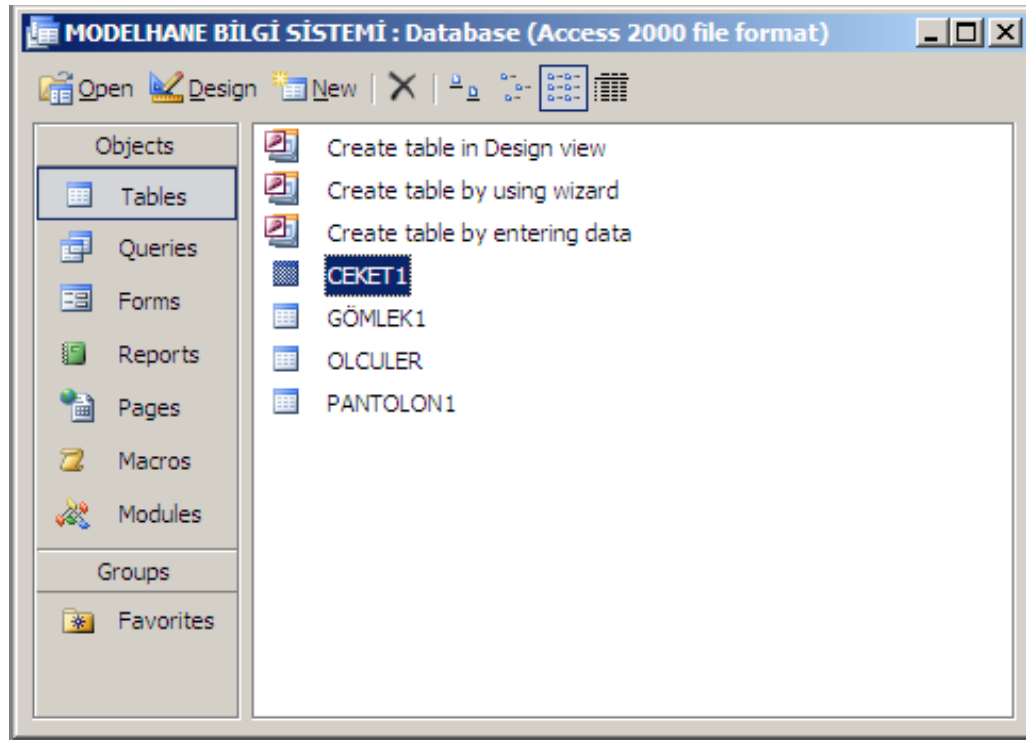 MODELHANE BİLGİ SİSTEMİ : Database (Access 2000 file format)
Open Design New
Objects
Tables
Queries
Forms
Reports
Pages
Macros
Modules
Groups
Favorites
Create table in Design view
Create table by using wizard
Create table by entering data
CEKET1
GÖMLEK1
OLCULER
PANTOLON1